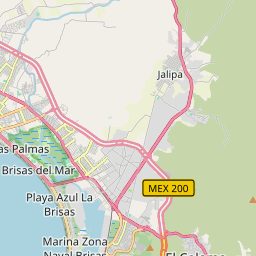 Jalipa
as Palmas
Brisas del Mar
MEX 200
Playa Azul La
Brisas
Marina Zona
Naval Brisas
El Colomo